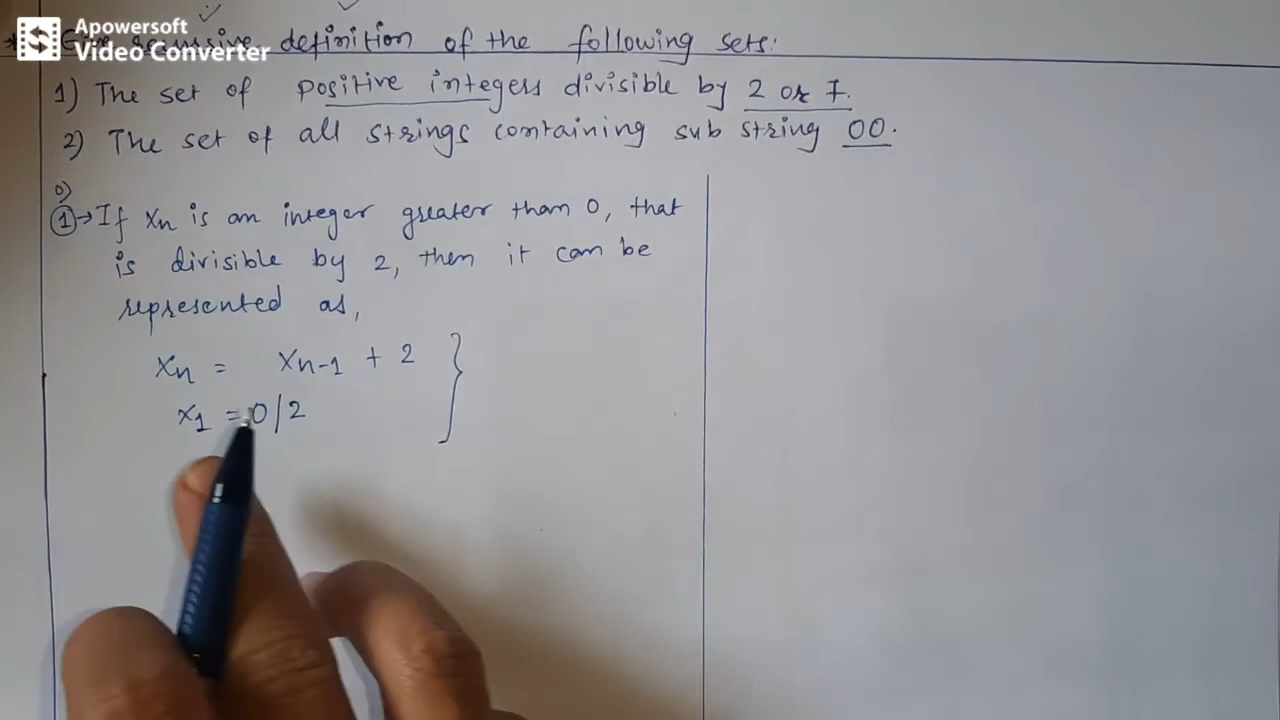 Apowersoft
Video Converter
definition of the following sets:
1) The set of positive integers divisible by 2 or 7.
2) The set of all strings containing sub string 00.
① → If xn is an integer greater than 0, that
is divisible by 2, then it can be
represented as,
xn = xn-1 + 2
x1 = 0/2